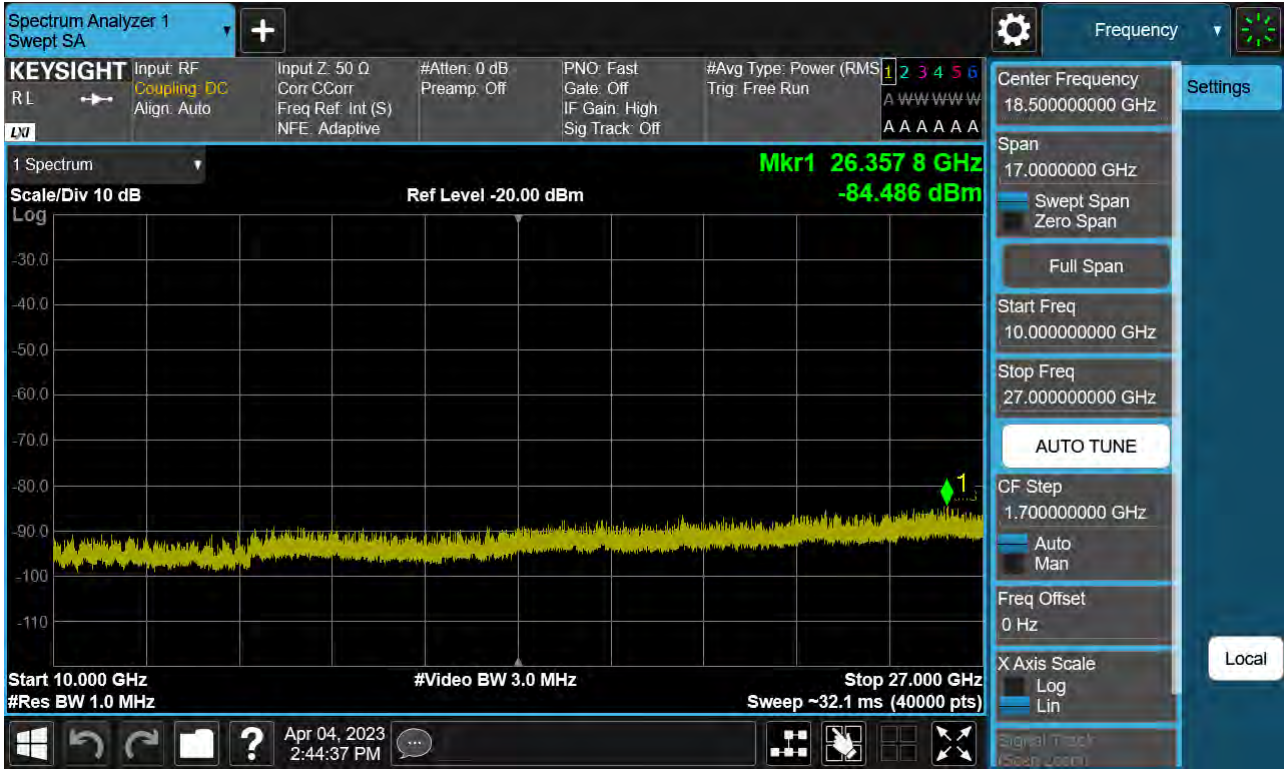 Spectrum Analyzer 1
Swept SA
+
Frequency
KEYSIGHT
RL
LXI
Input: RF
Coupling: DC
Align: Auto
Input Z: 50 Ω
Corr CCorr
Freq Ref: Int (S)
NFE: Adaptive
#Atten: 0 dB
Preamp: Off
PNO: Fast
Gate: Off
IF Gain: High
Sig Track: Off
#Avg Type: Power (RMS
Trig: Free Run
1 2 3 4 5 6
A W W W W W
A A A A A A
1 Spectrum
Scale/Div 10 dB
Log
Ref Level -20.00 dBm
Mkr1 26.357 8 GHz
-84.486 dBm
-30.0
-40.0
-50.0
-60.0
-70.0
-80.0
-90.0
-100
-110
1
Start 10.000 GHz
#Res BW 1.0 MHz
#Video BW 3.0 MHz
Stop 27.000 GHz
Sweep ~32.1 ms (40000 pts)
Center Frequency
18.500000000 GHz
Span
17.0000000 GHz
Swept Span
Zero Span
Full Span
Start Freq
10.000000000 GHz
Stop Freq
27.000000000 GHz
AUTO TUNE
CF Step
1.700000000 GHz
Auto
Man
Freq Offset
0 Hz
X Axis Scale
Log
Lin
Signal Track
(Span Zoom)
Settings
Local
?
Apr 04, 2023
2:44:37 PM